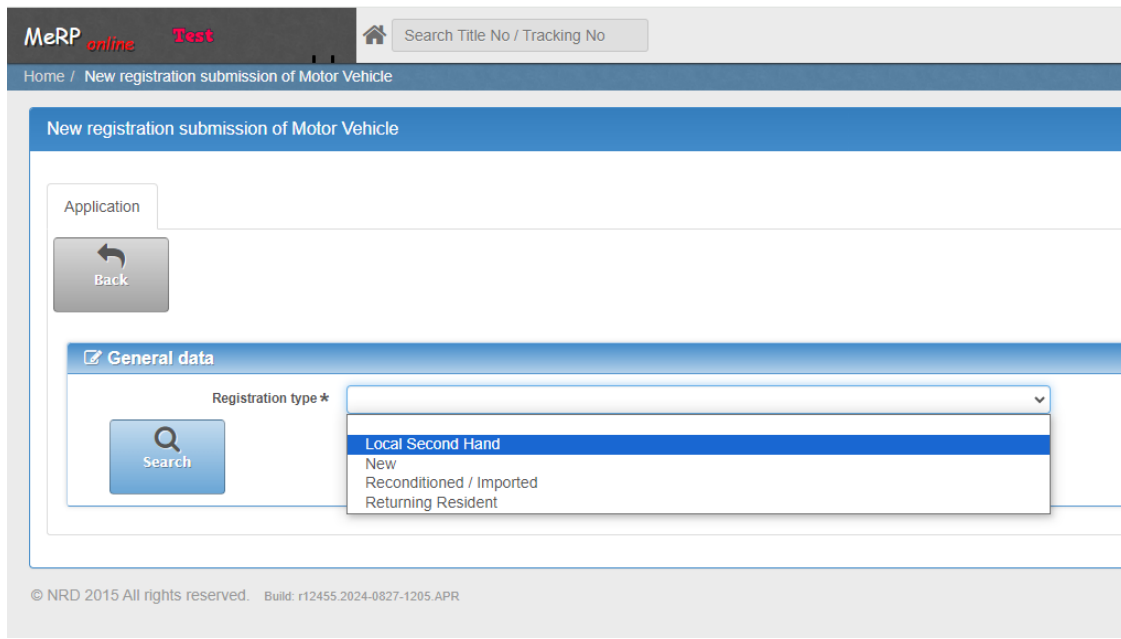 MeRP online Test Search Title No / Tracking No
Home / New registration submission of Motor Vehicle
New registration submission of Motor Vehicle
Application
Back
General data
Registration type *
Search
Local Second Hand
New
Reconditioned / Imported
Returning Resident
© NRD 2015 All rights reserved. Build: r12455.2024-0827-1205.APR